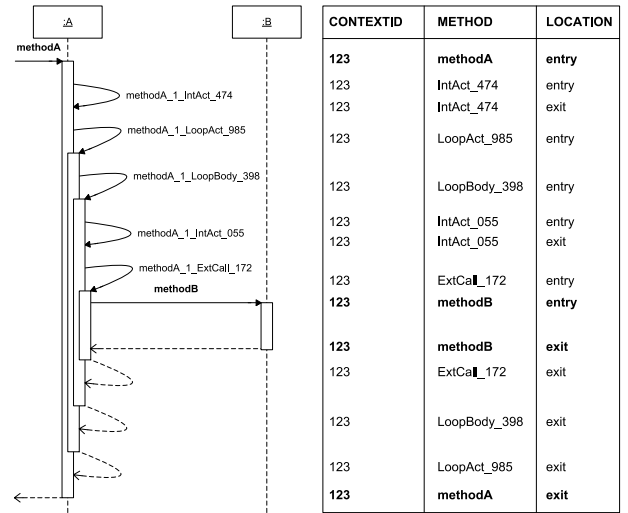 :A
:B
methodA
methodA_1_IntAct_474
methodA_1_LoopAct_985
methodA_1_LoopBody_398
methodA_1_IntAct_055
methodA_1_ExtCall_172
methodB
CONTEXTID METHOD LOCATION
123 methodA entry
123 IntAct_474 entry
123 IntAct_474 exit
123 LoopAct_985 entry
123 LoopBody_398 entry
123 IntAct_055 entry
123 IntAct_055 exit
123 ExtCall_172 entry
123 methodB entry
123 methodB exit
123 ExtCall_172 exit
123 LoopBody_398 exit
123 LoopAct_985 exit
123 methodA exit